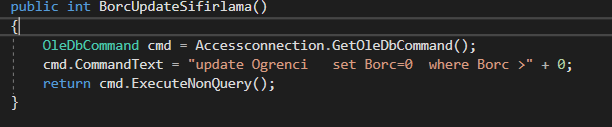 public int BorcUpdateSifirlama()
{
OleDbCommand cmd = Accessconnection.GetOleDbCommand();
cmd.CommandText = "update Ogrenci   set Borc=0  where Borc >" + 0;
return cmd.ExecuteNonQuery();
}